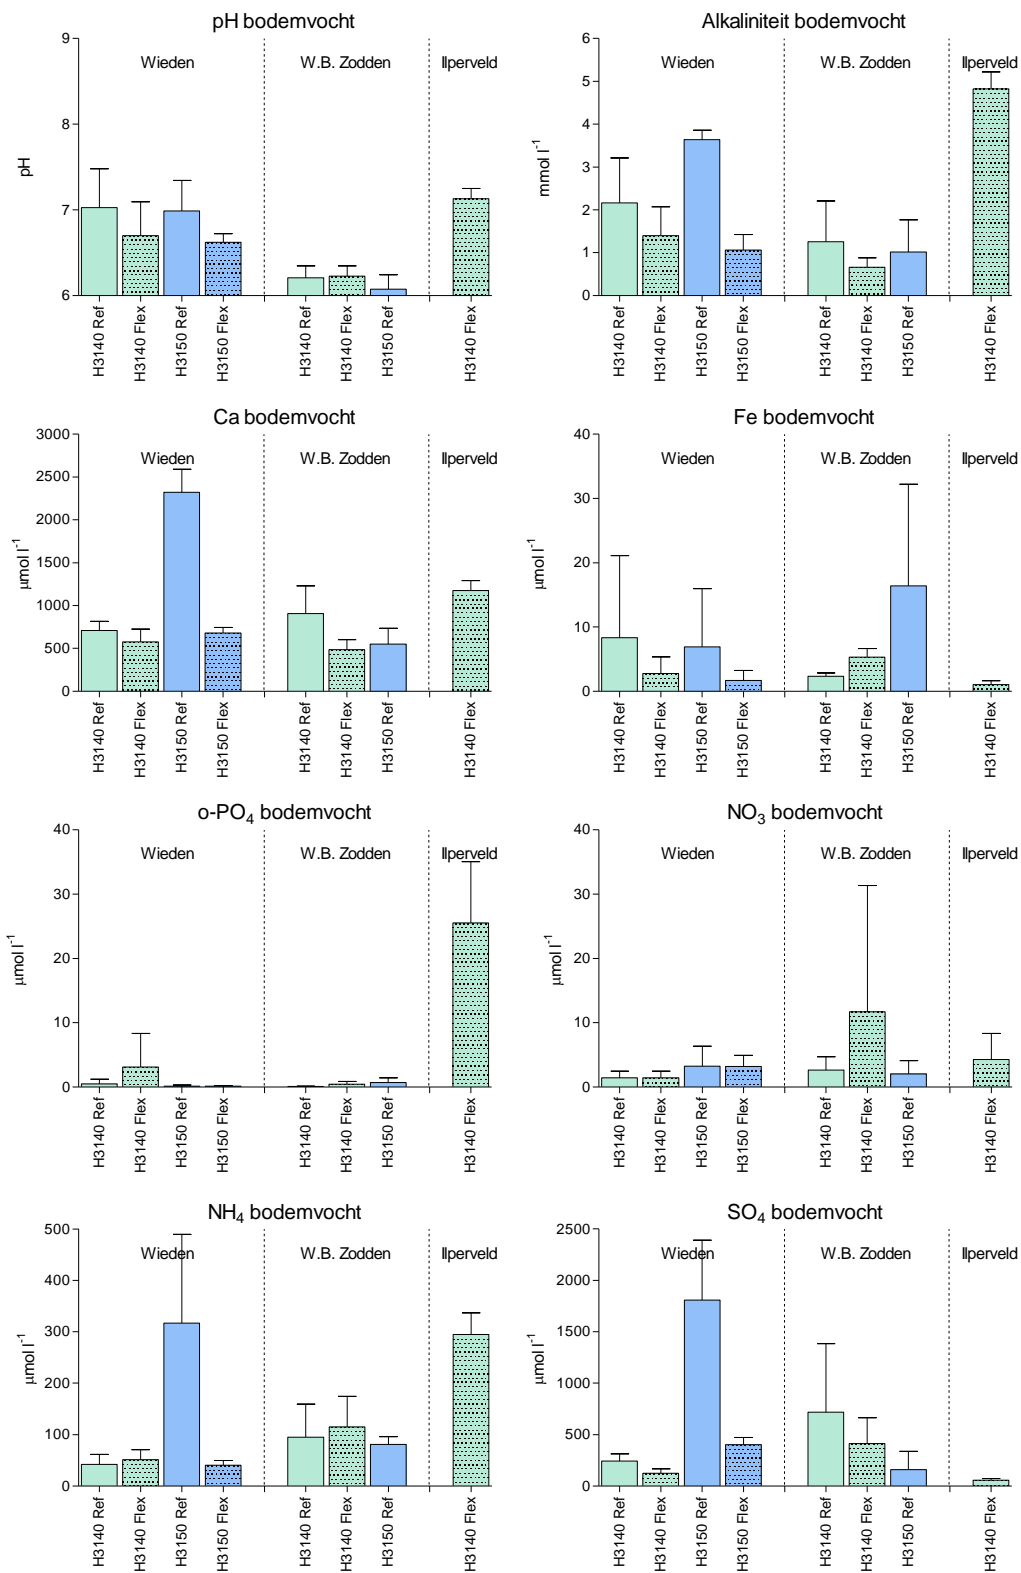 pH bodemvocht
9
8
7
6
pH
Wieden
W.B. Zodden
Ilperveld
H3140 Ref
H3140 Flex
H3150 Ref
H3150 Flex
H3140 Ref
H3140 Flex
H3150 Ref
H3140 Flex
Alkaliniteit bodemvocht
6
5
4
3
2
1
0
mmol l⁻¹
Wieden
W.B. Zodden
Ilperveld
H3140 Ref
H3140 Flex
H3150 Ref
H3150 Flex
H3140 Ref
H3140 Flex
H3150 Ref
H3140 Flex
Ca bodemvocht
3000
2500
2000
1500
1000
500
0
µmol l⁻¹
Wieden
W.B. Zodden
Ilperveld
H3140 Ref
H3140 Flex
H3150 Ref
H3150 Flex
H3140 Ref
H3140 Flex
H3150 Ref
H3140 Flex
Fe bodemvocht
40
30
20
10
0
µmol l⁻¹
Wieden
W.B. Zodden
Ilperveld
H3140 Ref
H3140 Flex
H3150 Ref
H3150 Flex
H3140 Ref
H3140 Flex
H3150 Ref
H3140 Flex
o-PO₄ bodemvocht
40
30
20
10
0
µmol l⁻¹
Wieden
W.B. Zodden
Ilperveld
H3140 Ref
H3140 Flex
H3150 Ref
H3150 Flex
H3140 Ref
H3140 Flex
H3150 Ref
H3140 Flex
NO₃ bodemvocht
40
30
20
10
0
µmol l⁻¹
Wieden
W.B. Zodden
Ilperveld
H3140 Ref
H3140 Flex
H3150 Ref
H3150 Flex
H3140 Ref
H3140 Flex
H3150 Ref
H3140 Flex
NH₄ bodemvocht
500
400
300
200
100
0
µmol l⁻¹
Wieden
W.B. Zodden
Ilperveld
H3140 Ref
H3140 Flex
H3150 Ref
H3150 Flex
H3140 Ref
H3140 Flex
H3150 Ref
H3140 Flex
SO₄ bodemvocht
2500
2000
1500
1000
500
0
µmol l⁻¹
Wieden
W.B. Zodden
Ilperveld
H3140 Ref
H3140 Flex
H3150 Ref
H3150 Flex
H3140 Ref
H3140 Flex
H3150 Ref
H3140 Flex